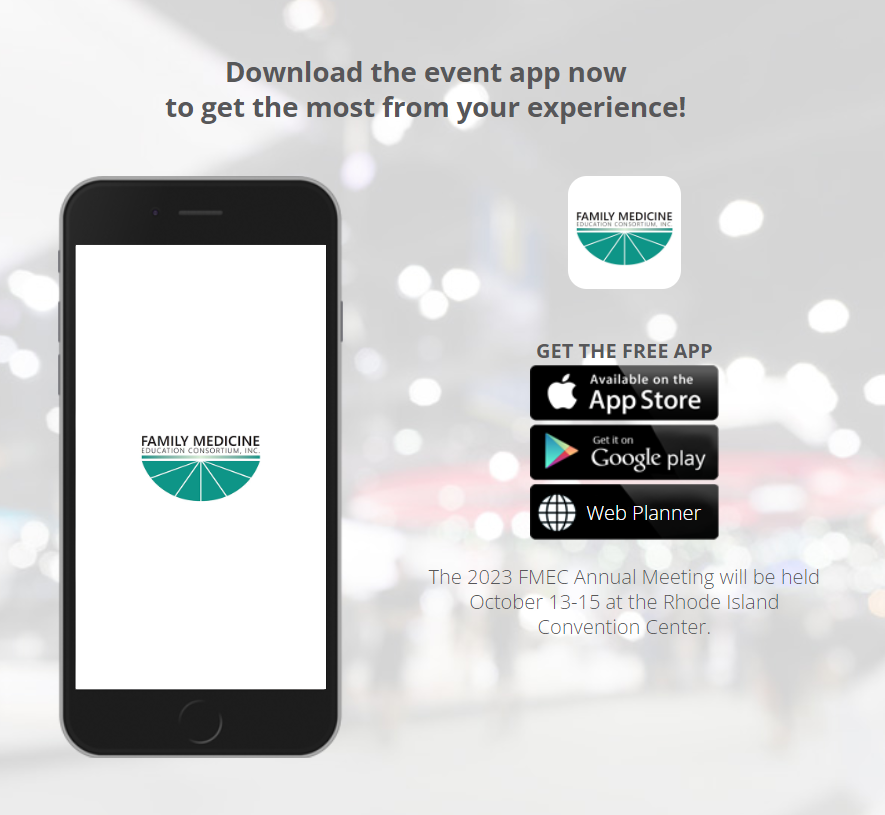 Download the event app now
to get the most from your experience!
FAMILY MEDICINE
EDUCATION CONSORTIUM, INC.
FAMILY MEDICINE
EDUCATION CONSORTIUM, INC.
GET THE FREE APP
Available on the
App Store
Get it on
Google play
Web Planner
The 2023 FMEC Annual Meeting will be held
October 13-15 at the Rhode Island
Convention Center.